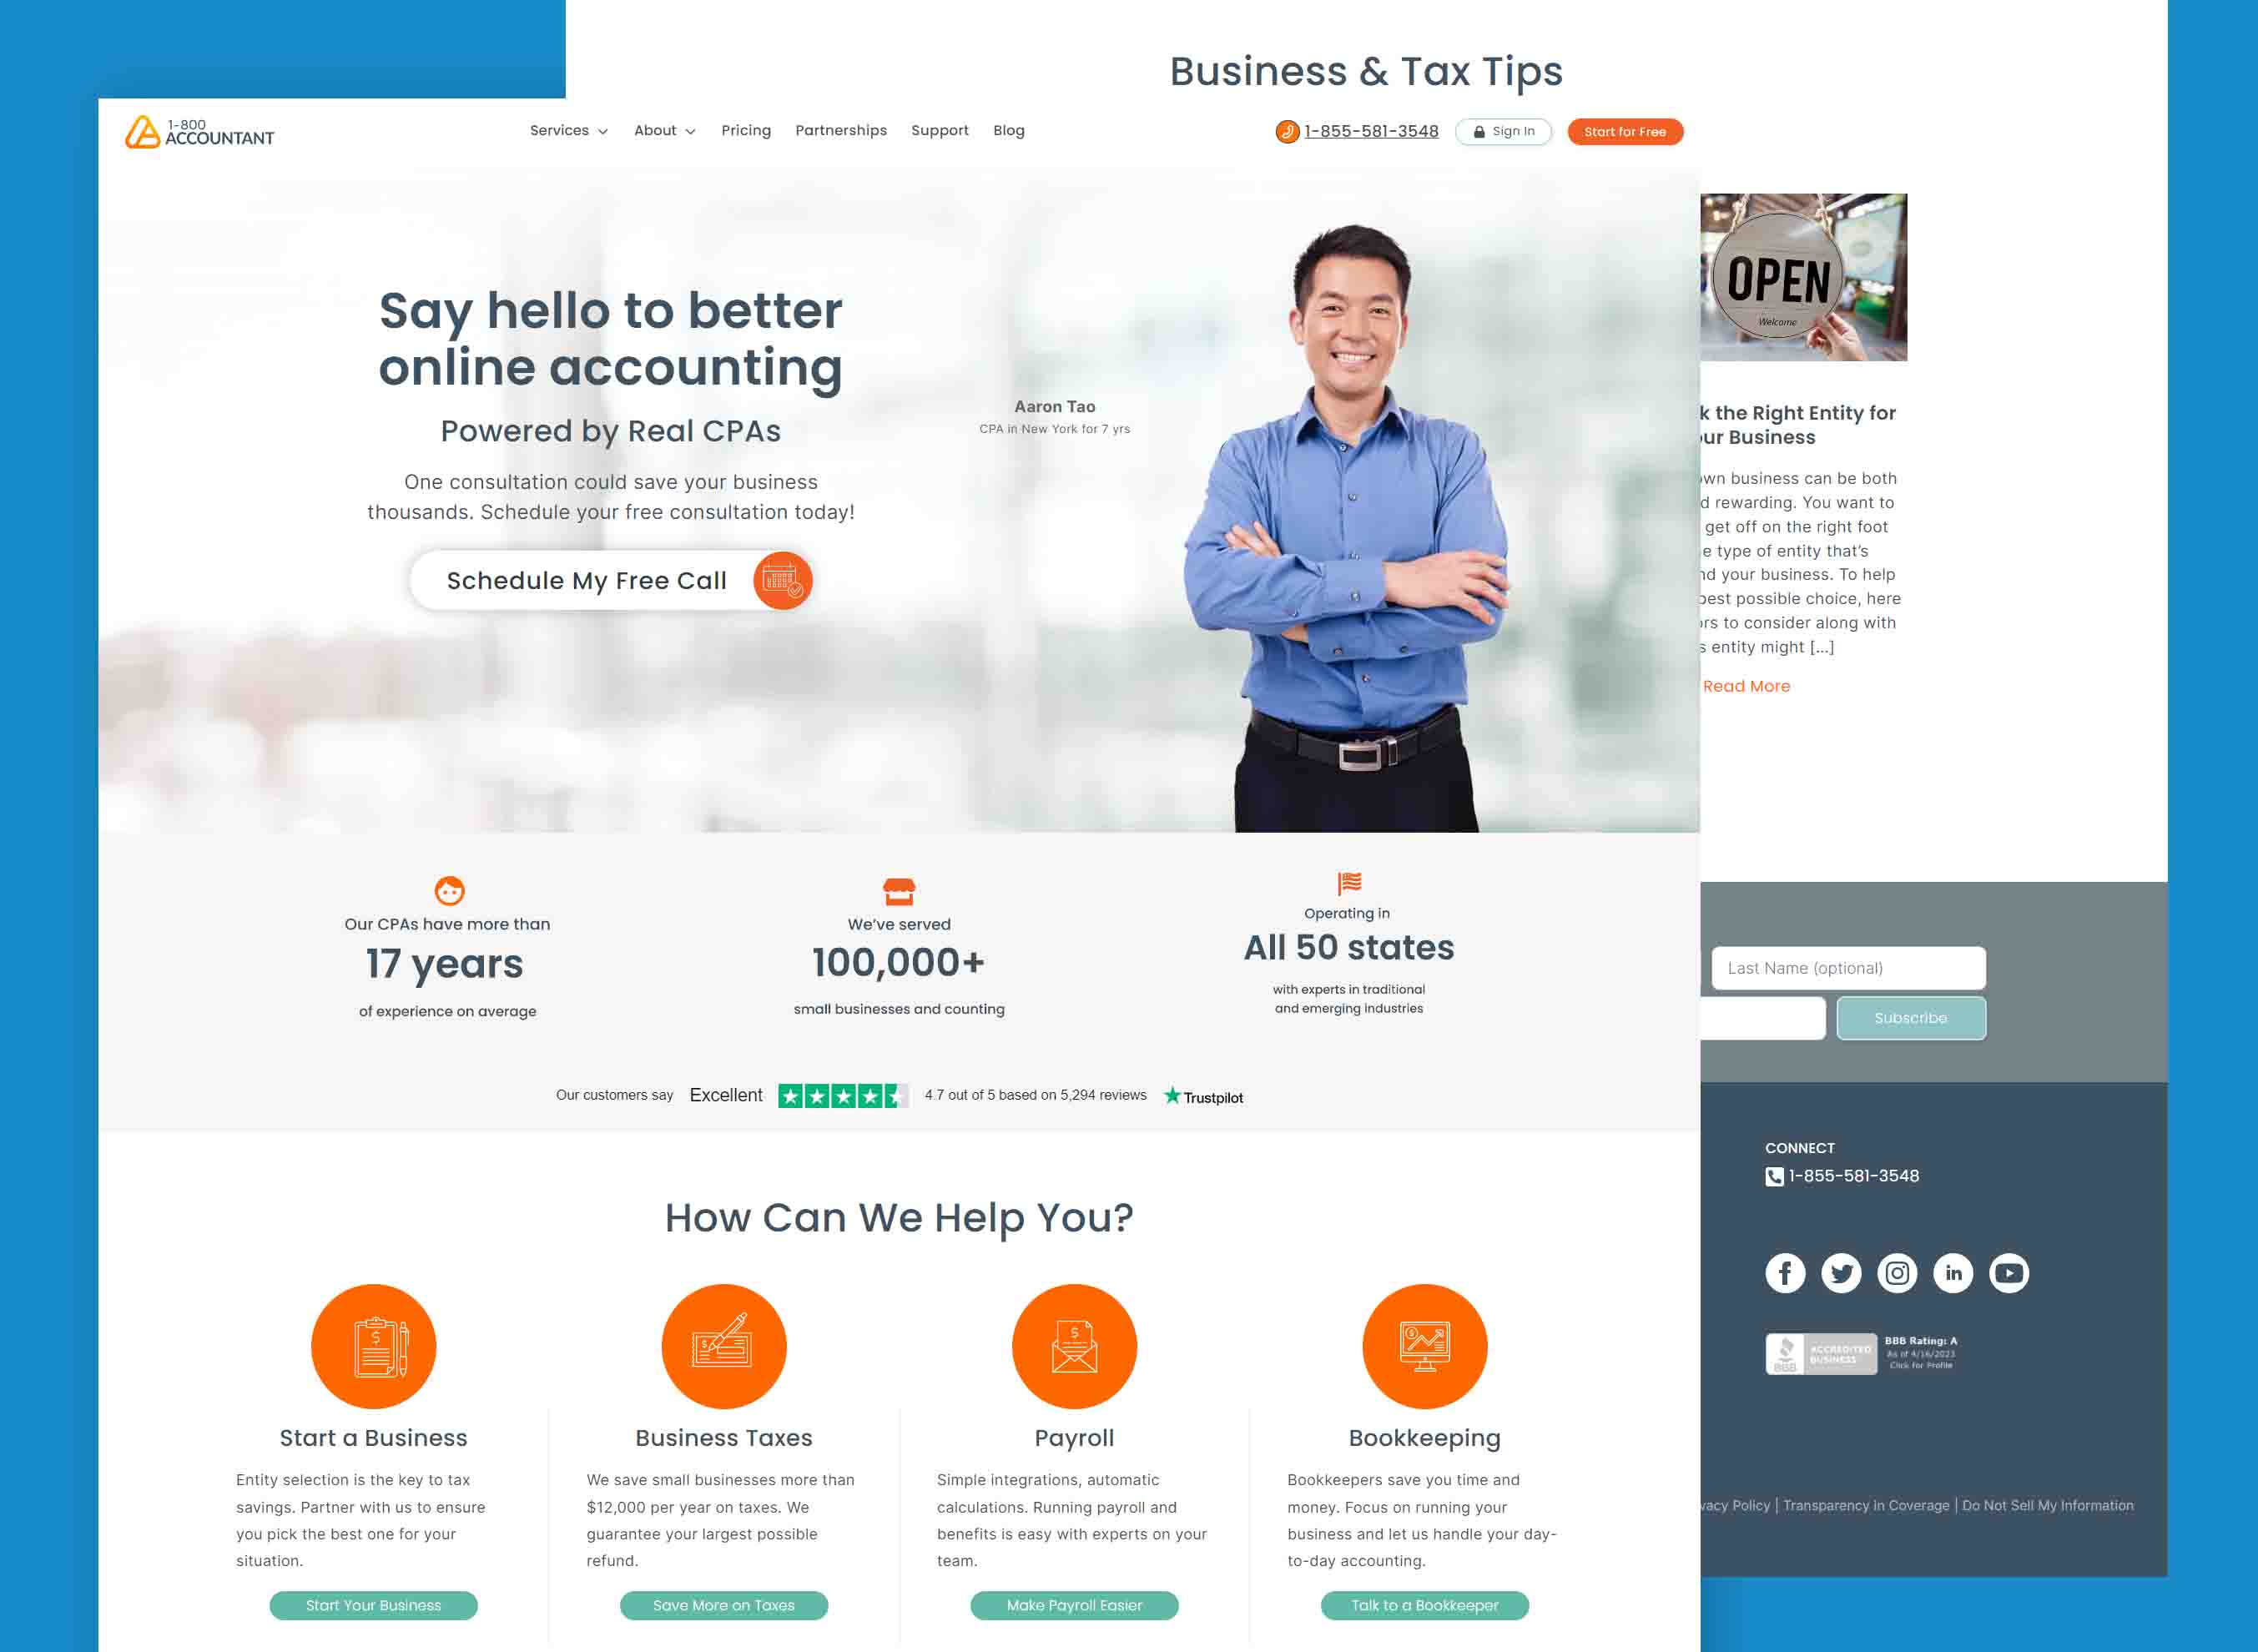 Business & Tax Tips
1-800
ACCOUNTANT
Services
About
Pricing
Partnerships
Support
Blog
1-855-581-3548
Sign In
Start for Free
Say hello to better
online accounting
Powered by Real CPAs
One consultation could save your business
thousands. Schedule your free consultation today!
Schedule My Free Call
Aaron Tao
CPA in New York for 7 yrs
OPEN
Welcome
the Right Entity for
Business
business can be both
rewarding. You want to
get off on the right foot
type of entity that's
your business. To help
possible choice, here
to consider along with
entity might [...]
Read More
Our CPAs have more than
17 years
of experience on average
We've served
100,000+
small businesses and counting
Operating in
All 50 states
with experts in traditional
and emerging industries
Our customers say Excellent 4.7 out of 5 based on 5,294 reviews Trustpilot
Last Name (optional)
Subscribe
CONNECT
1-855-581-3548
BBB
ACCREDITED
BUSINESS
BBB Rating: A
As of 4/16/2023
Click for Profile
Policy | Transparency in Coverage | Do Not Sell My Information
How Can We Help You?
Start a Business
Entity selection is the key to tax
savings. Partner with us to ensure
you pick the best one for your
situation.
Start Your Business
Business Taxes
We save small businesses more than
$12,000 per year on taxes. We
guarantee your largest possible
refund.
Save More on Taxes
Payroll
Simple integrations, automatic
calculations. Running payroll and
benefits is easy with experts on your
team.
Make Payroll Easier
Bookkeeping
Bookkeepers save you time and
money. Focus on running your
business and let us handle your day-
to-day accounting.
Talk to a Bookkeeper